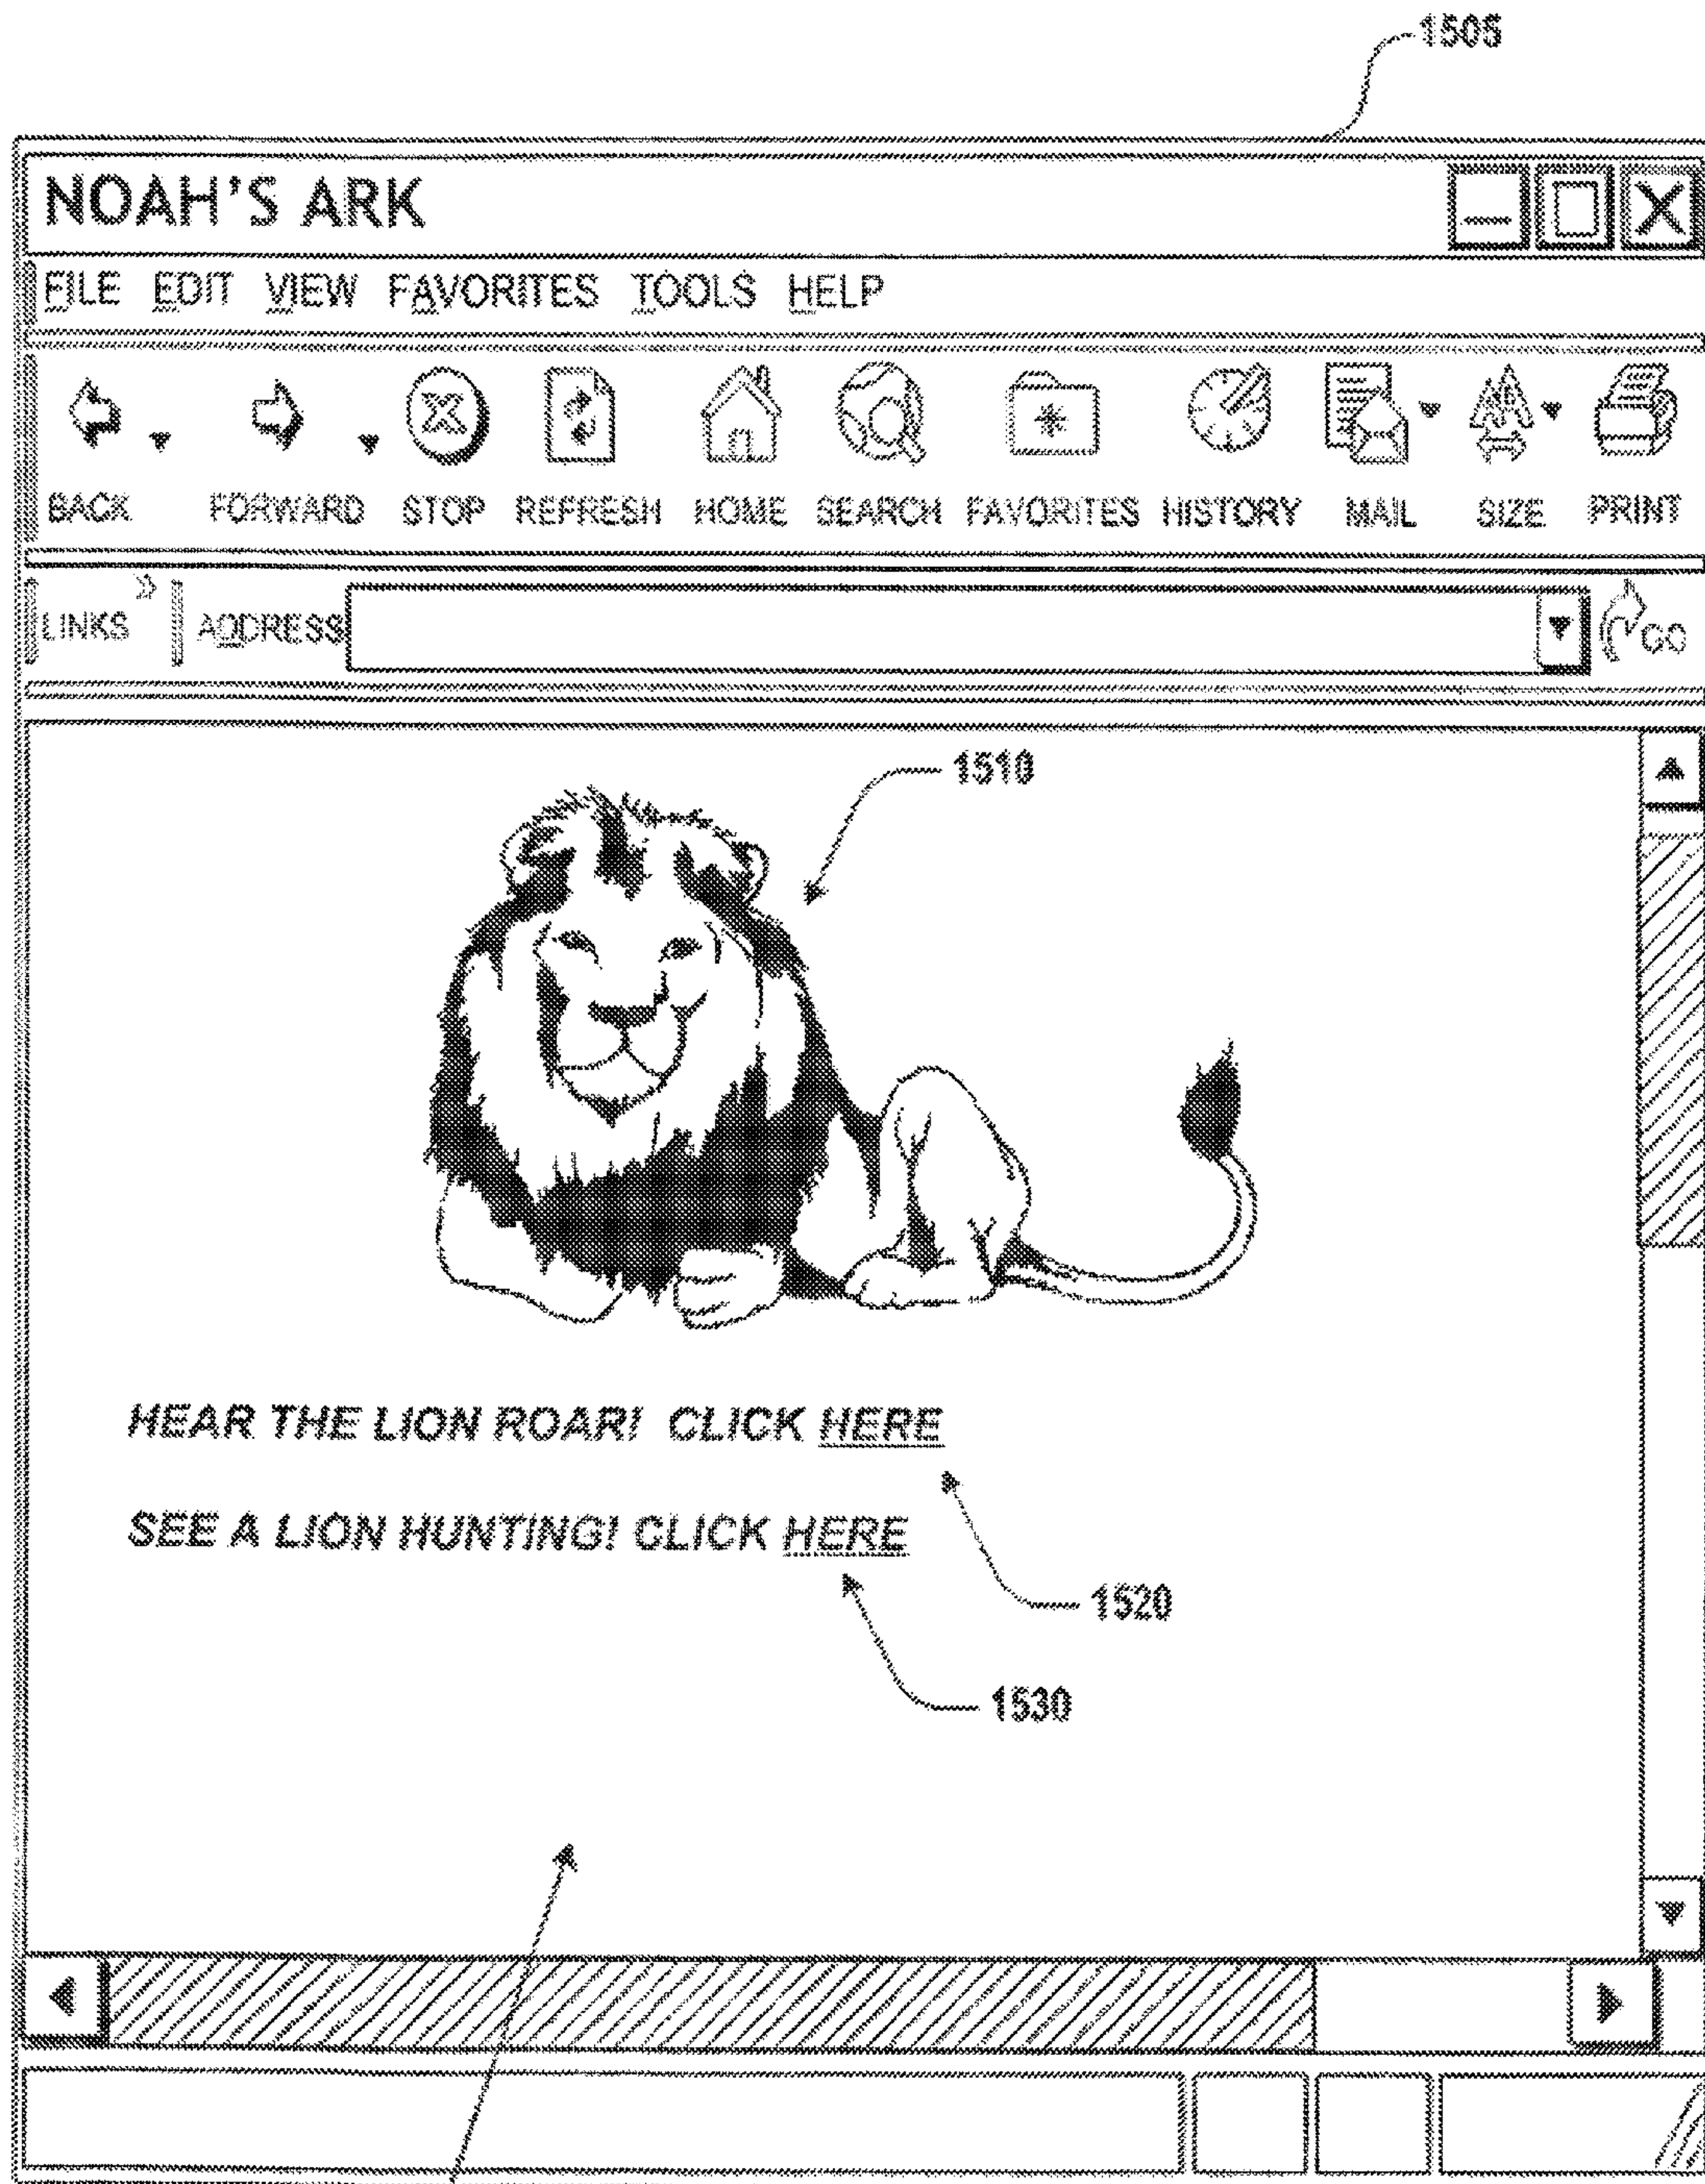 1505
NOAH'S ARK
FILE EDIT VIEW FAVORITES TOOLS HELP
BACK FORWARD STOP REFRESH HOME SEARCH FAVORITES HISTORY MAIL SIZE PRINT
LINKS » ADDRESS GO
1510
HEAR THE LION ROAR! CLICK HERE
SEE A LION HUNTING! CLICK HERE
1520
1530